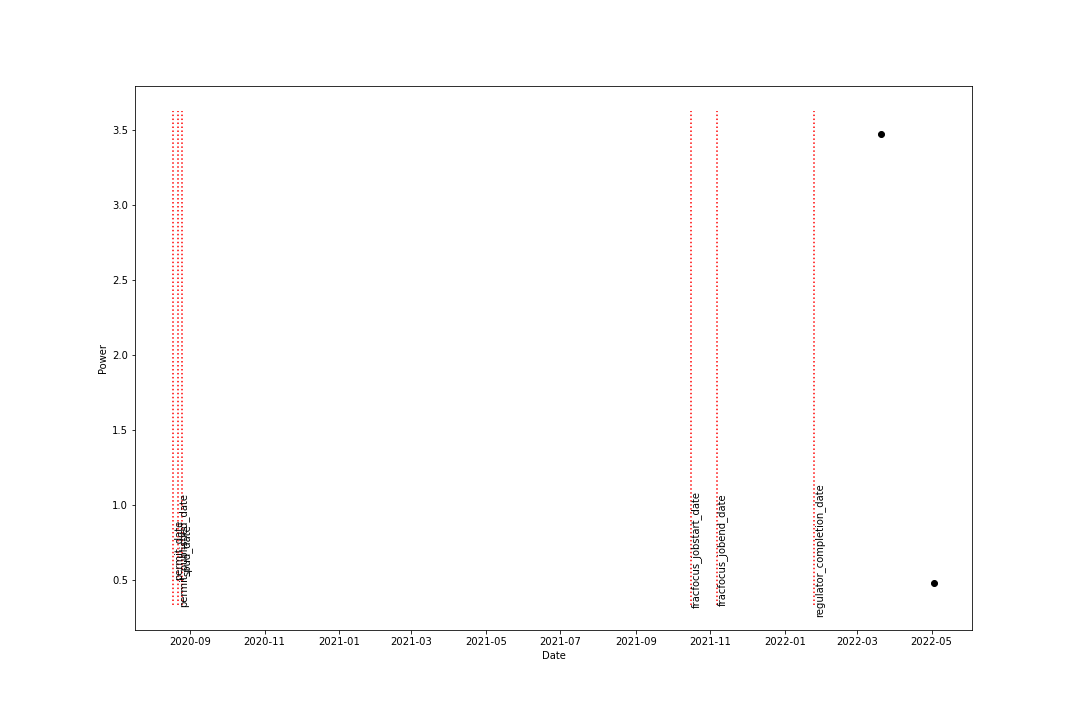 3.5
3.0
2.5
2.0
1.5
1.0
0.5
Power
permit_date
spud_date
fracfocus_jobstart_date
fracfocus_jobend_date
regulator_completion_date
2020-09
2020-11
2021-01
2021-03
2021-05
2021-07
2021-09
2021-11
2022-01
2022-03
2022-05
Date